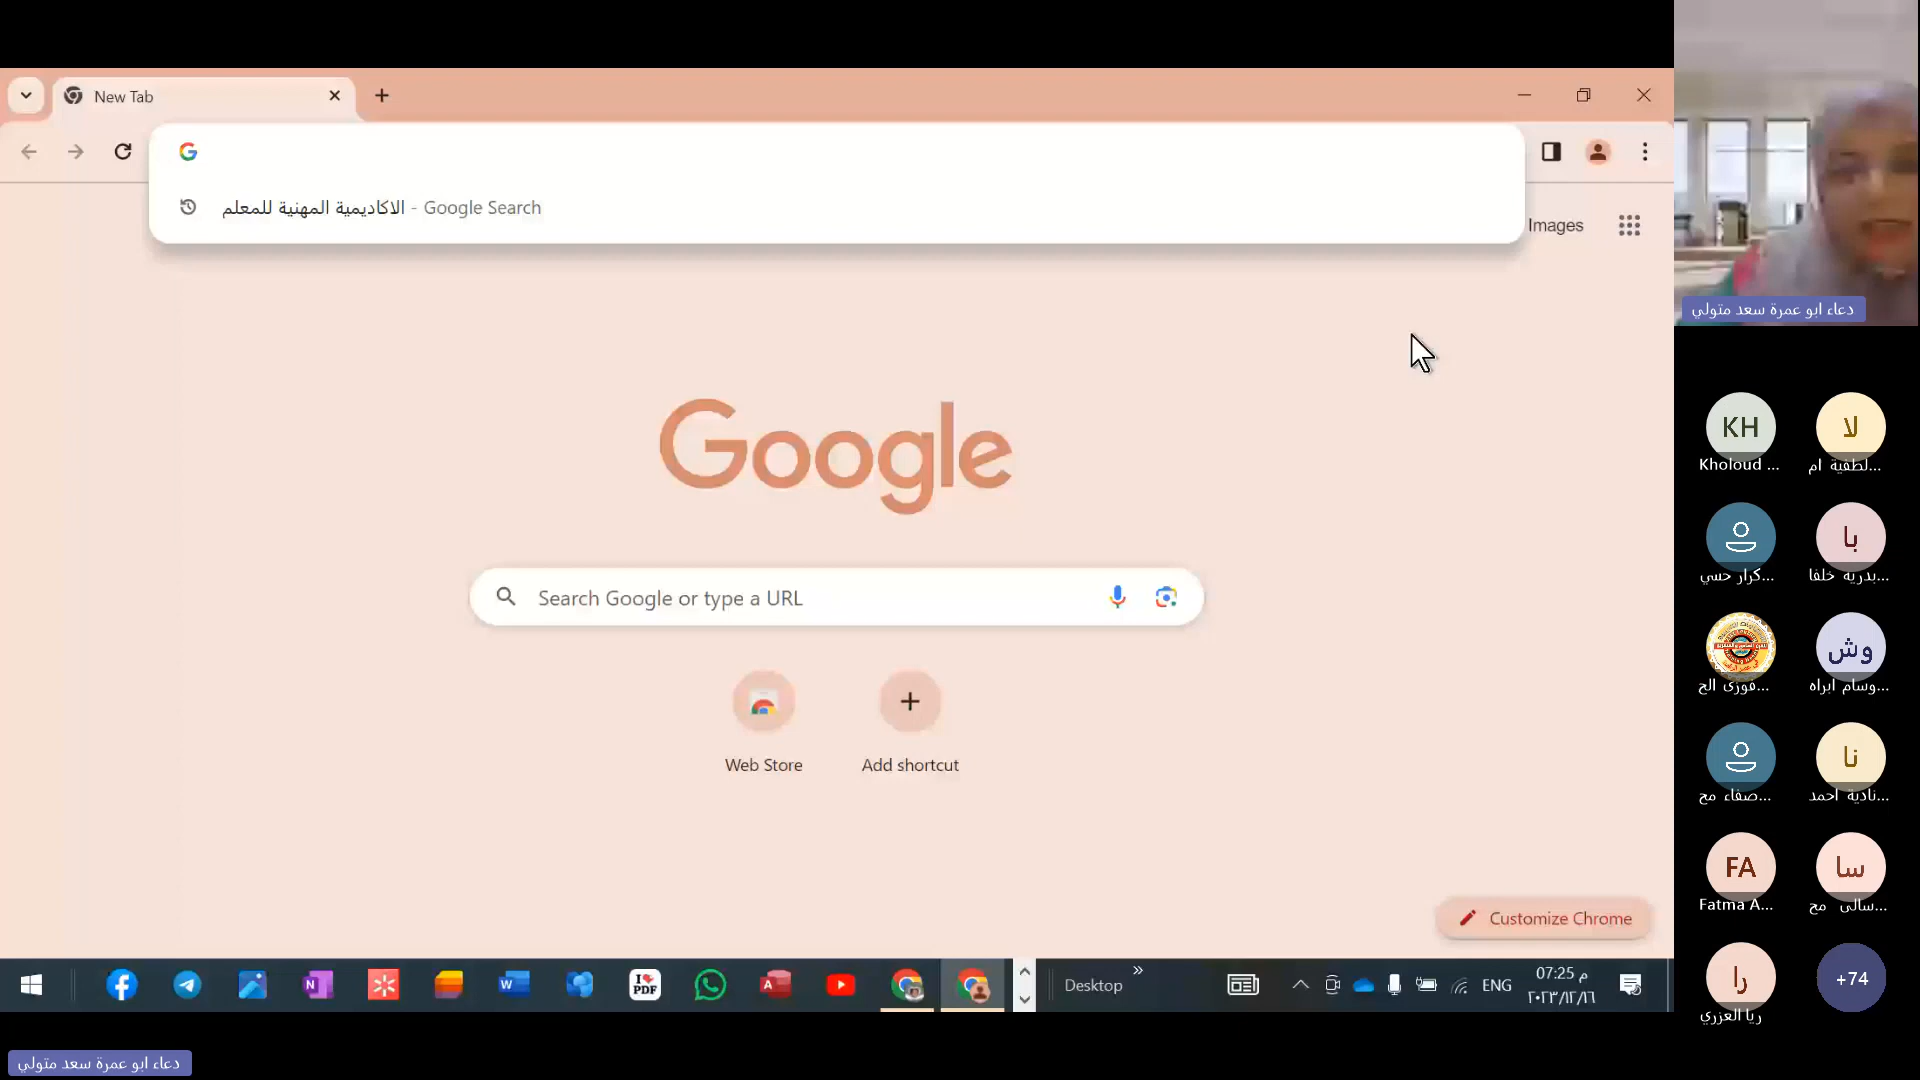 New Tab
الاكاديمية المهنية للمعلم - Google Search
Images
Google
Search Google or type a URL
Web Store
Add shortcut
Customize Chrome
I PDF
Desktop
ENG
07:25 م
٢٠٢٣/١٢/١٦
دعاء ابو عمرة سعد متولي
KH
Kholoud ...
لا
لطفية ام...
كرار حسي...
با
بدرية خلفا...
فوزى الح...
وش
وسام ابراه...
صفاء مح...
نا
نادية احمد...
FA
Fatma A...
سا
سالى مح...
را
ريا العزري
+74
دعاء ابو عمرة سعد متولي